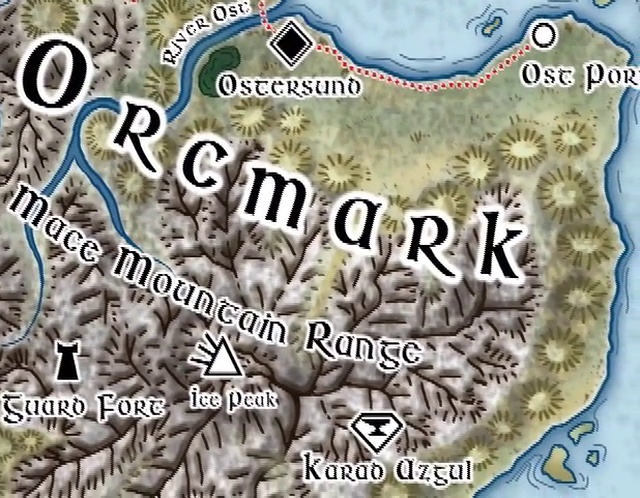 River Ost
Ostersund
Ost Por
Orcmark
Mace Mountain Range
Guard Fort
Ice Peak
Karad Azgul